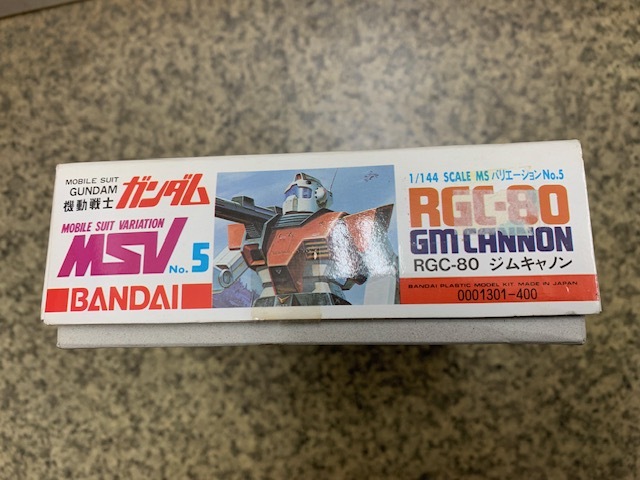 MOBILE SUIT
GUNDAM
機動戦士
ガンダム
MOBILE SUIT VARIATION
MSV No.5
BANDAI
1/144 SCALE MSバリエーションNo.5
RGC-80
GM CANNON
RGC-80 ジムキャノン
BANDAI PLASTIC MODEL KIT MADE IN JAPAN
0001301-400